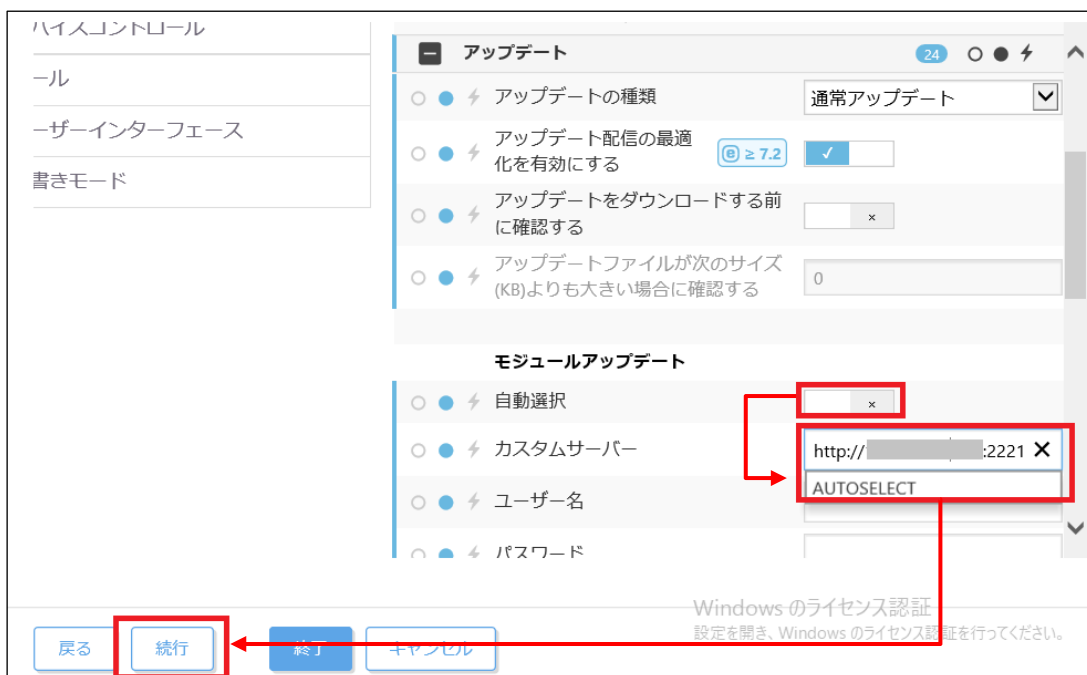 バイスコントロール
ール
ーザーインターフェース
書きモード
アップデート 24
アップデートの種類 通常アップデート
アップデート配信の最適
化を有効にする ≥ 7.2
アップデートをダウンロードする前
に確認する
アップデートファイルが次のサイズ
(KB)よりも大きい場合に確認する 0
モジュールアップデート
自動選択
カスタムサーバー http:// :2221
AUTOSELECT
ユーザー名
パスワード
Windows のライセンス認証
設定を開き、Windows のライセンス認証を行ってください。
戻る 続行 終了 キャンセル